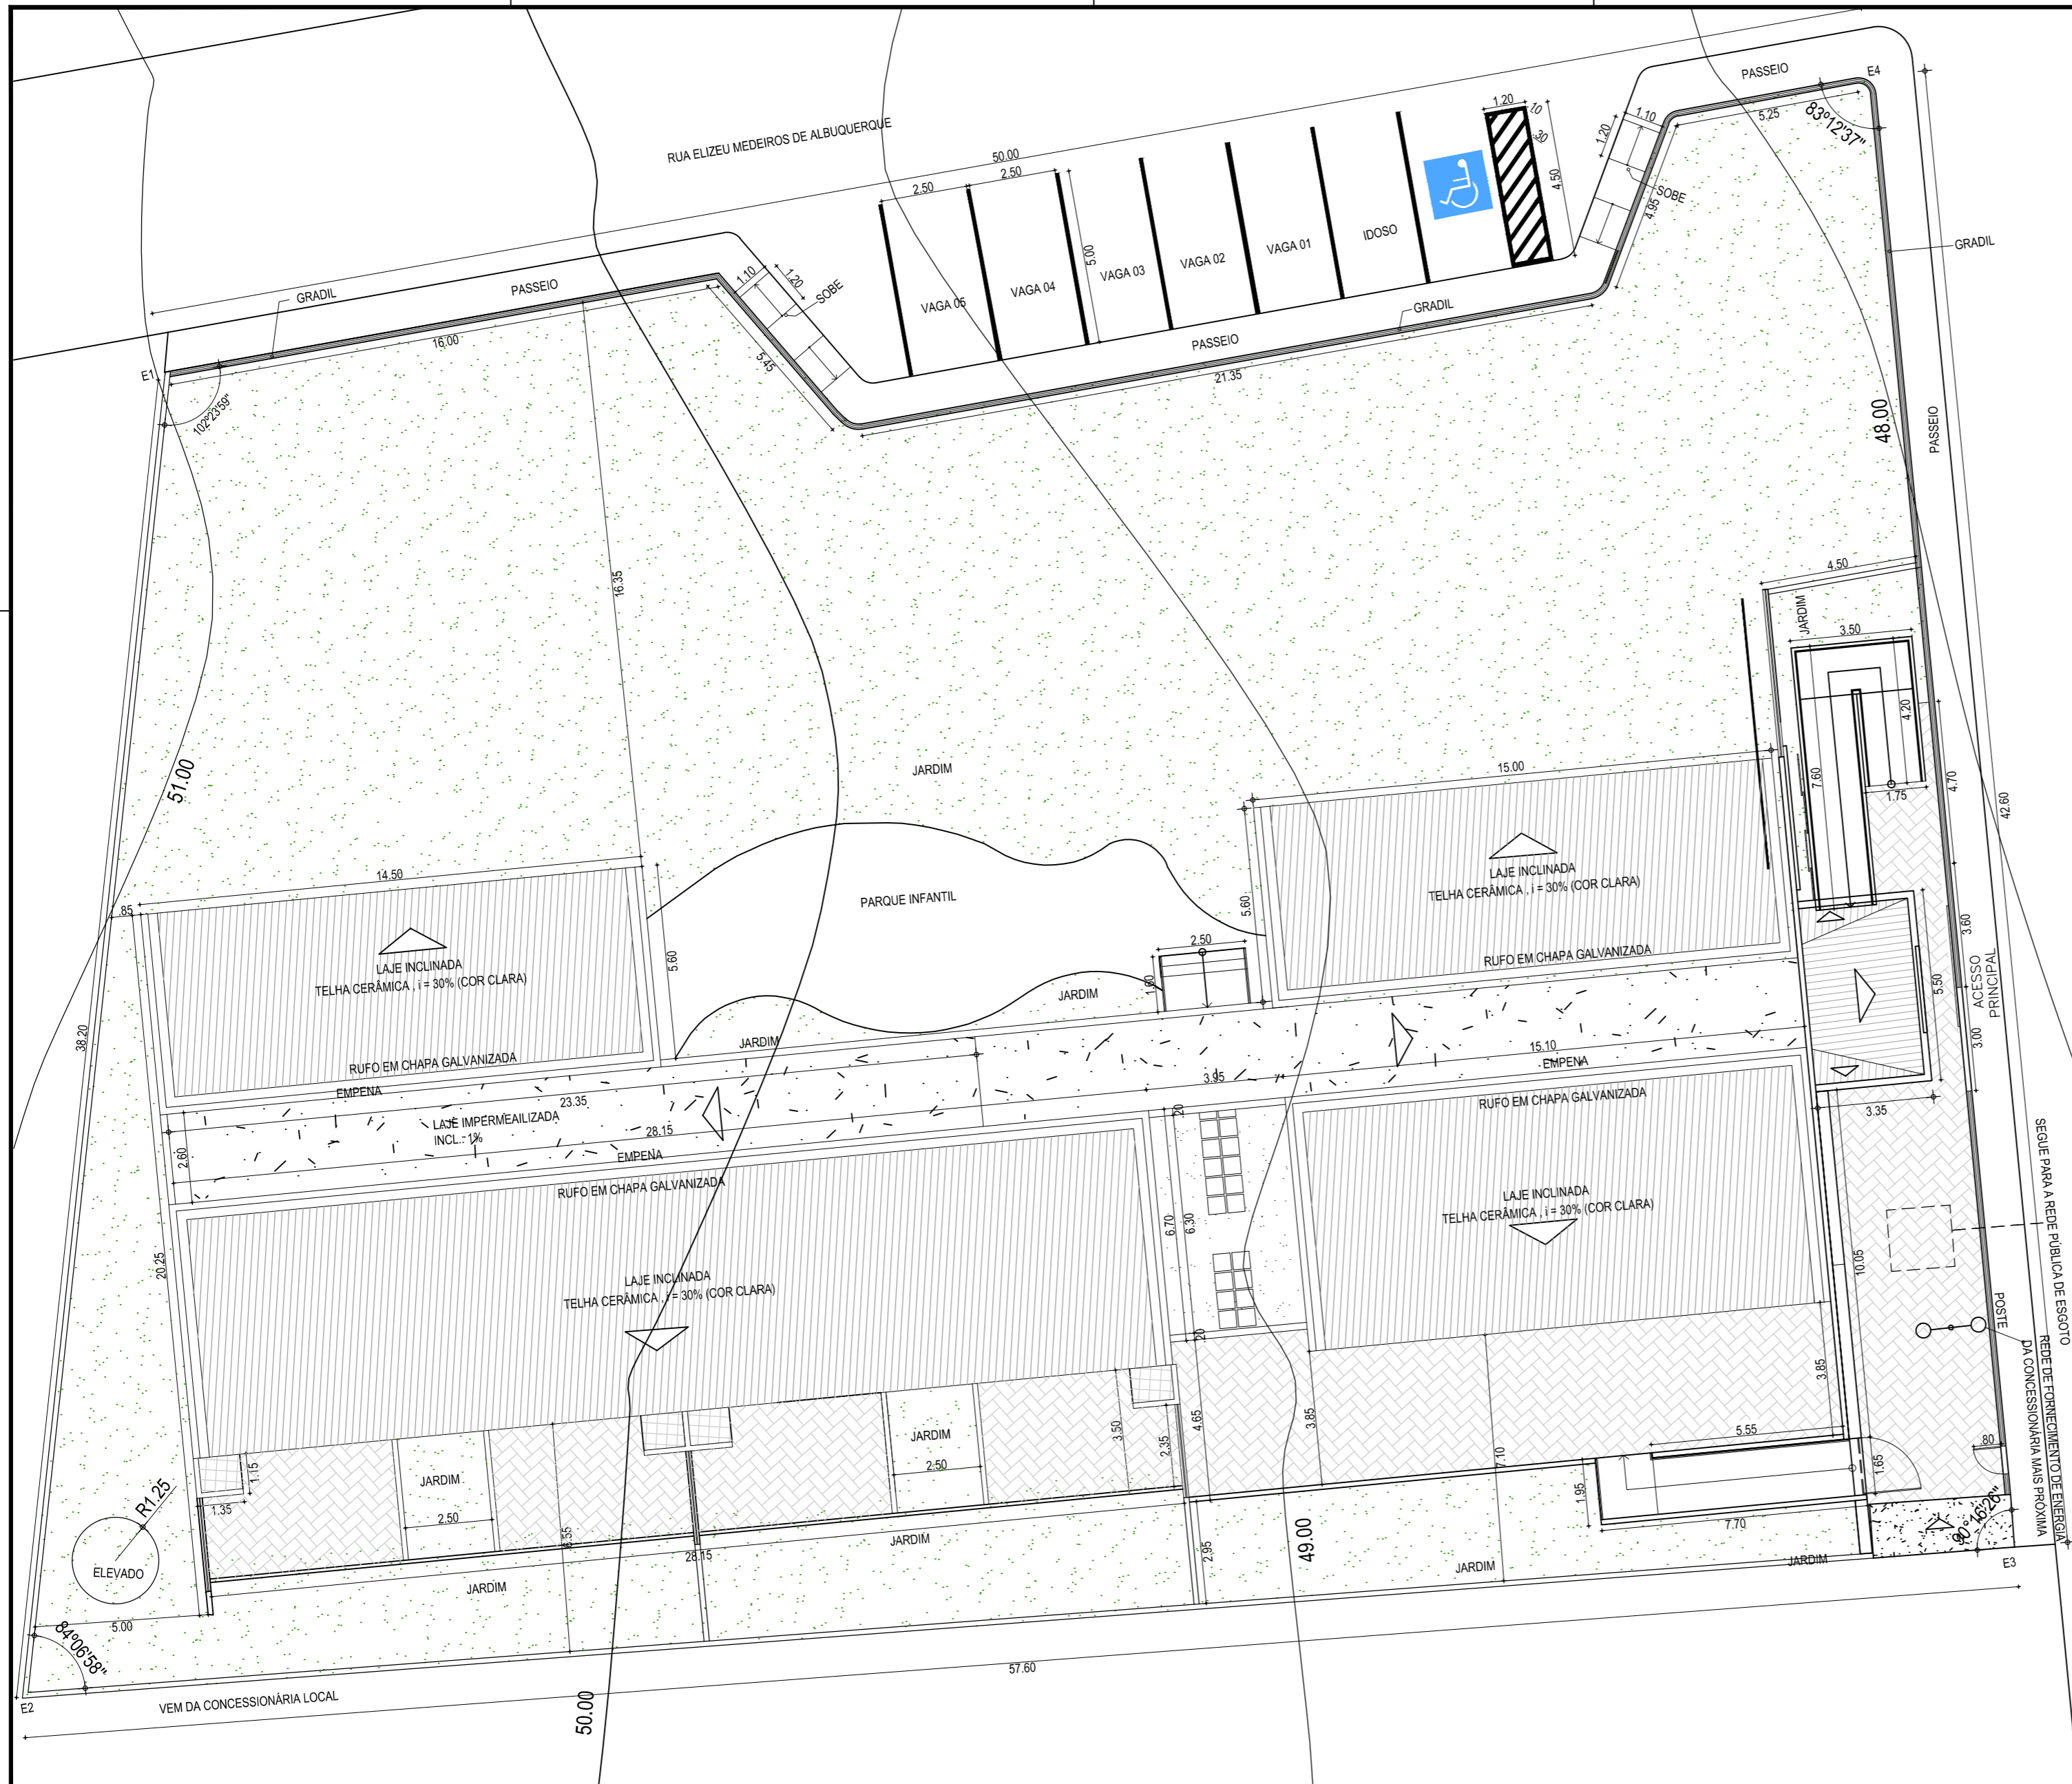 PASSEIO
E4
83°12'37"
5.25
1.10
1.20
SOBE
4.95
1.20
10
30
4.50
RUA ELIZEU MEDEIROS DE ALBUQUERQUE
50.00
2.50
2.50
5.00
IDOSO
VAGA 01
VAGA 02
VAGA 03
VAGA 04
VAGA 05
GRADIL
GRADIL
PASSEIO
1.10
1.20
SOBE
GRADIL
PASSEIO
21.35
5.45
16.00
E1
102°23'59"
48.00
PASSEIO
16.35
4.50
JARDIM
3.50
4.20
7.60
1.75
4.70
42.60
51.00
JARDIM
15.00
14.50
.85
PARQUE INFANTIL
5.60
5.60
LAJE INCLINADA
TELHA CERÂMICA , i = 30% (COR CLARA)
RUFO EM CHAPA GALVANIZADA
LAJE INCLINADA
TELHA CERÂMICA , i = 30% (COR CLARA)
RUFO EM CHAPA GALVANIZADA
3.60
5.50
ACESSO
PRINCIPAL
3.00
2.50
1.80
JARDIM
JARDIM
38.20
EMPENA
23.35
LAJE IMPERMEAILIZADA
INCL.: 1%
28.15
EMPENA
2.60
15.10
3.95
EMPENA
RUFO EM CHAPA GALVANIZADA
RUFO EM CHAPA GALVANIZADA
3.35
.20
6.70
6.30
.20
LAJE INCLINADA
TELHA CERÂMICA , i = 30% (COR CLARA)
LAJE INCLINADA
TELHA CERÂMICA , i = 30% (COR CLARA)
20.25
10.05
SEGUE PARA A REDE PÚBLICA DE ESGOTO
POSTE
REDE DE FORNECIMENTO DE ENERGIA
DA CONCESSIONÁRIA MAIS PRÓXIMA
3.85
3.85
4.65
7.10
5.55
.80
1.65
1.95
7.70
3.50
2.35
JARDIM
2.50
JARDIM
2.50
1.15
1.35
R1.25
ELEVADO
6.55
28.15
JARDIM
JARDIM
2.95
49.00
JARDIM
JARDIM
90°16'26"
E3
5.00
84°06'58"
E2
VEM DA CONCESSIONÁRIA LOCAL
57.60
50.00